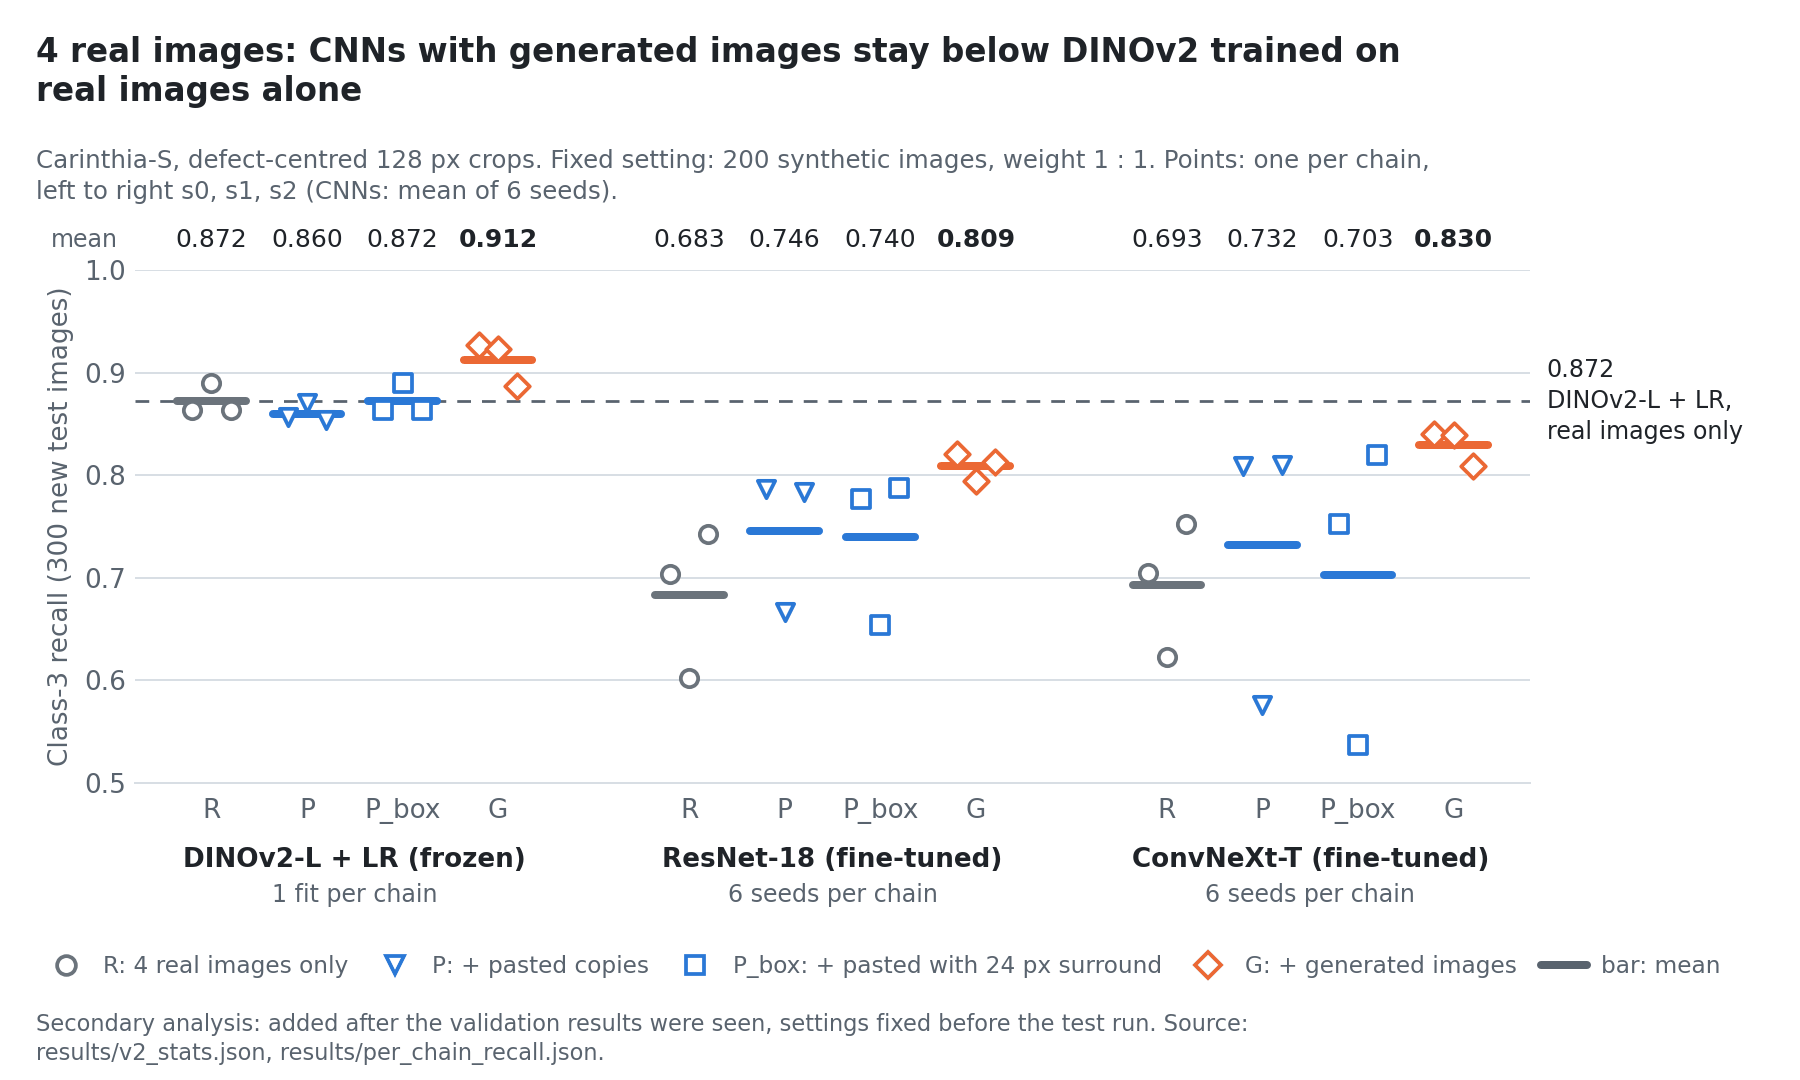 4 real images: CNNs with generated images stay below DINOv2 trained on
real images alone
Carinthia-S, defect-centred 128 px crops. Fixed setting: 200 synthetic images, weight 1 : 1. Points: one per chain,
left to right s0, s1, s2 (CNNs: mean of 6 seeds).
mean 0.872 0.860 0.872 0.912 0.683 0.746 0.740 0.809 0.693 0.732 0.703 0.830
Class-3 recall (300 new test images)
1.0
0.9
0.8
0.7
0.6
0.5
0.872
DINOv2-L + LR,
real images only
R P P_box G R P P_box G R P P_box G
DINOv2-L + LR (frozen) ResNet-18 (fine-tuned) ConvNeXt-T (fine-tuned)
1 fit per chain 6 seeds per chain 6 seeds per chain
R: 4 real images only P: + pasted copies P_box: + pasted with 24 px surround G: + generated images bar: mean
Secondary analysis: added after the validation results were seen, settings fixed before the test run. Source:
results/v2_stats.json, results/per_chain_recall.json.